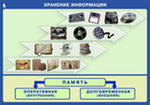 ХРАНЕНИЕ ИНФОРМАЦИИ
ПАМЯТЬ
ОПЕРАТИВНАЯ
(ВНУТРЕННЯЯ)
ДОЛГОВРЕМЕННАЯ
(ВНЕШНЯЯ)